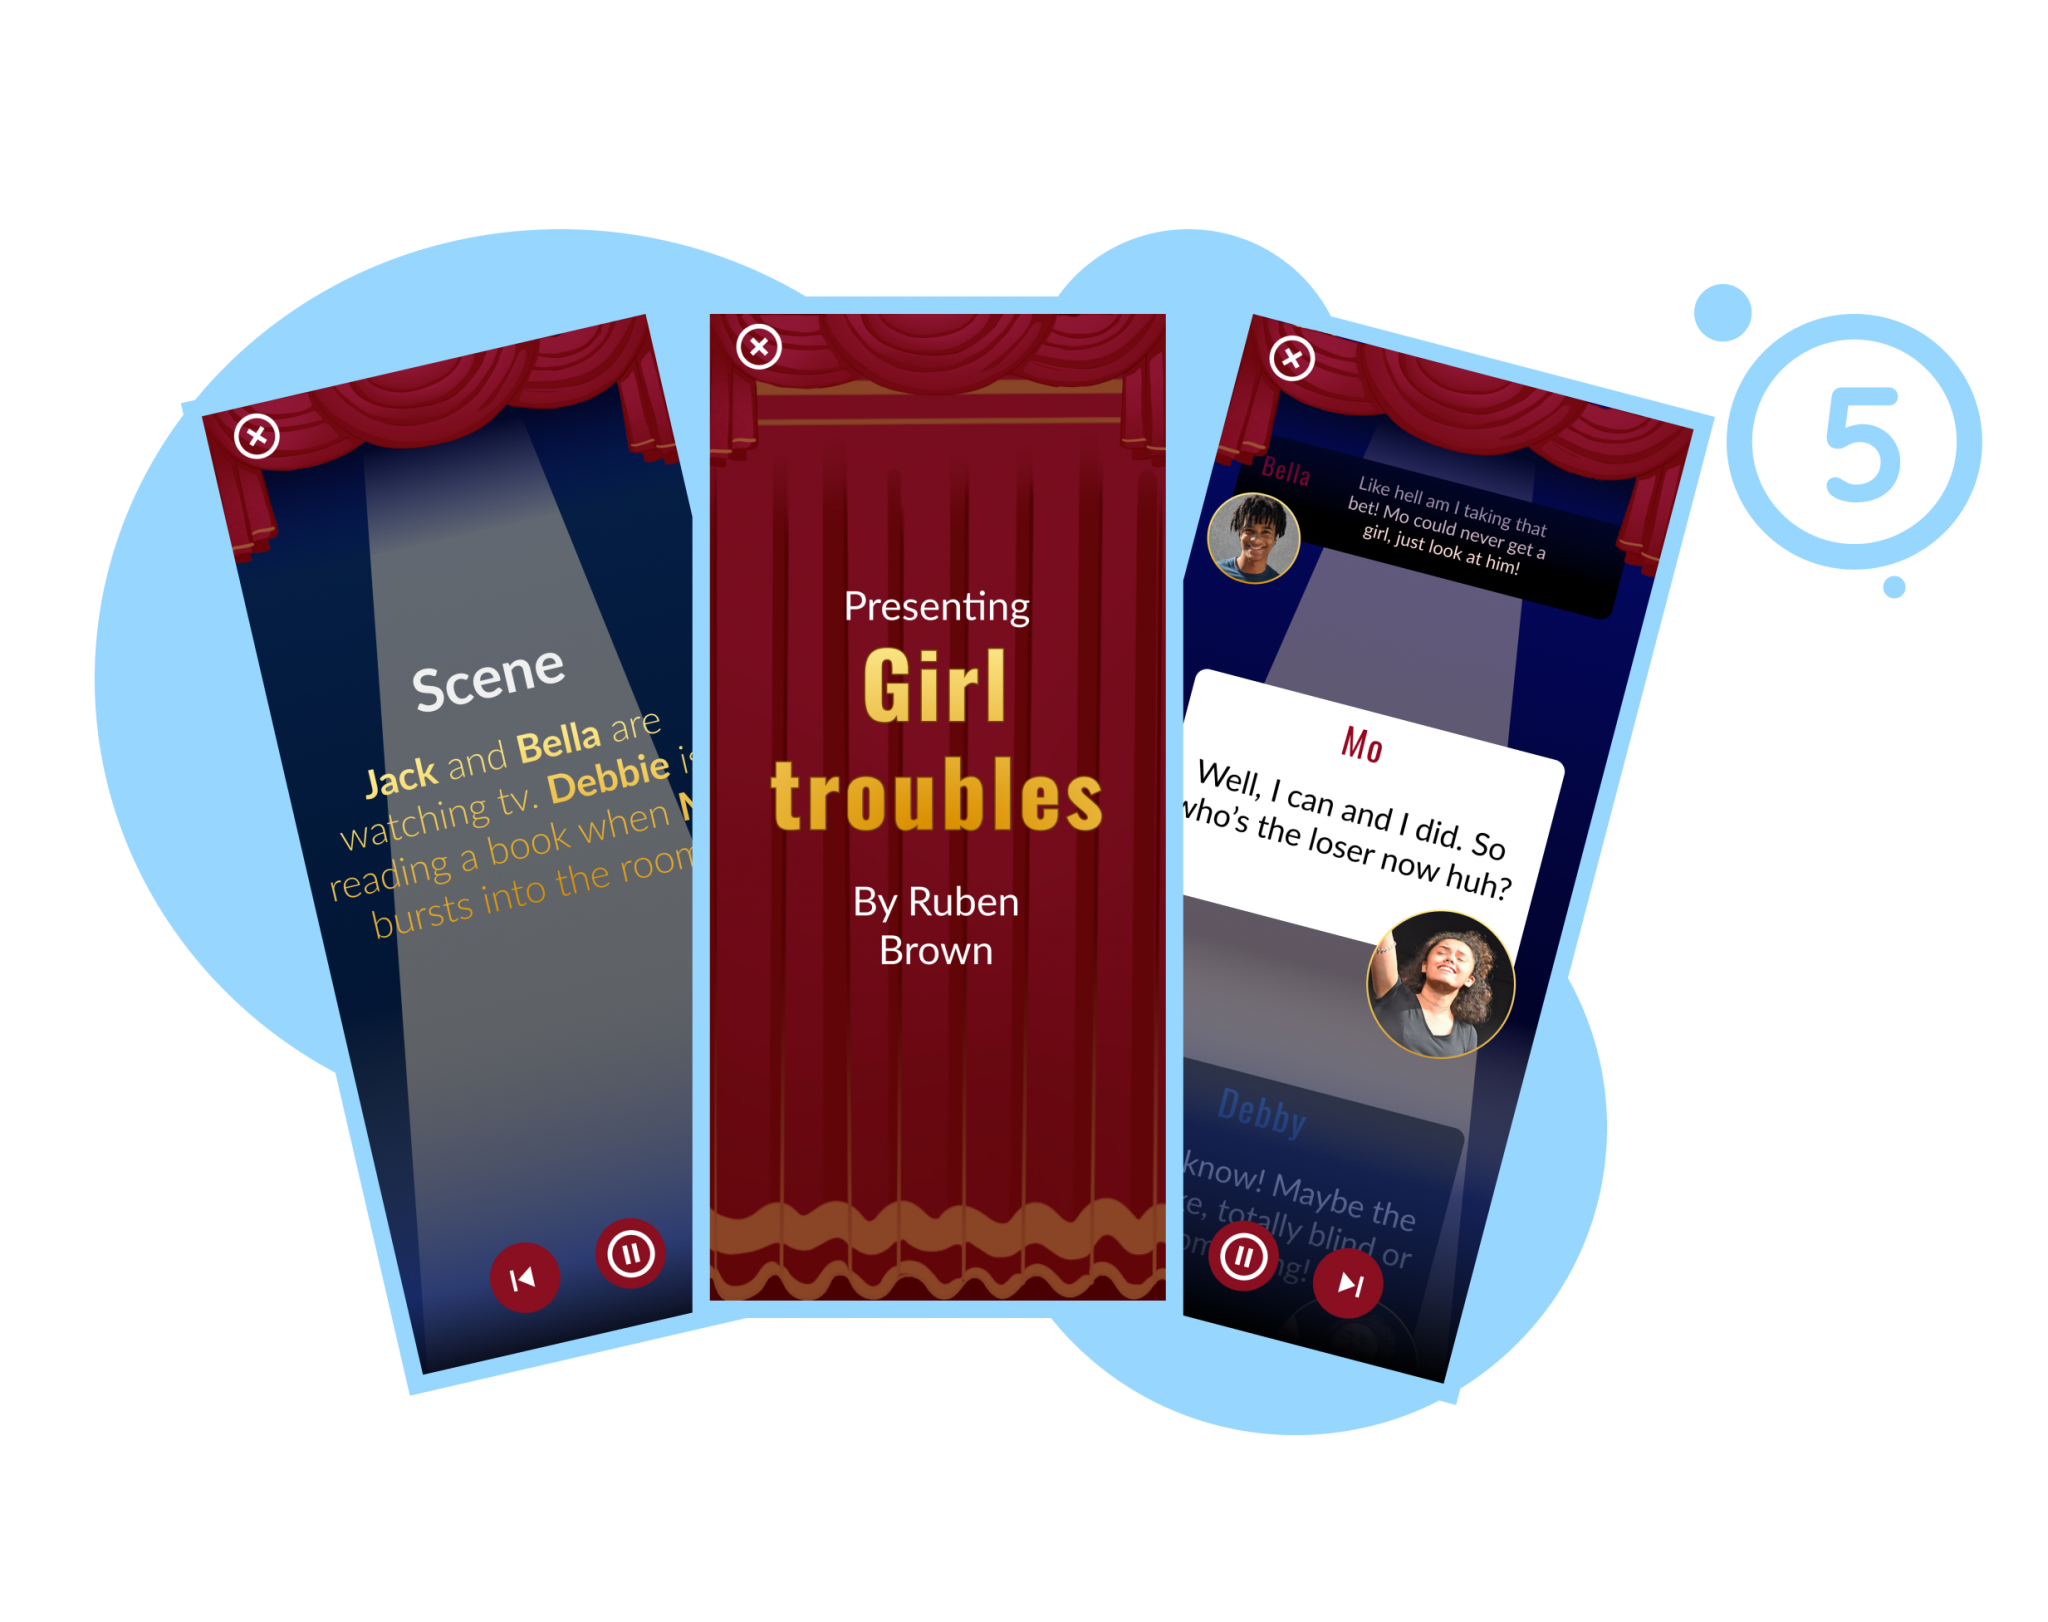 Scene
Jack and Bella are
watching tv. Debbie is
reading a book when
bursts into the room
Presenting
Girl
troubles
By Ruben
Brown
Bella
Like hell am I taking that
bet! Mo could never get a
girl, just look at him!
Mo
Well, I can and I did. So
who's the loser now huh?
Debby
know! Maybe the
totally blind or
5